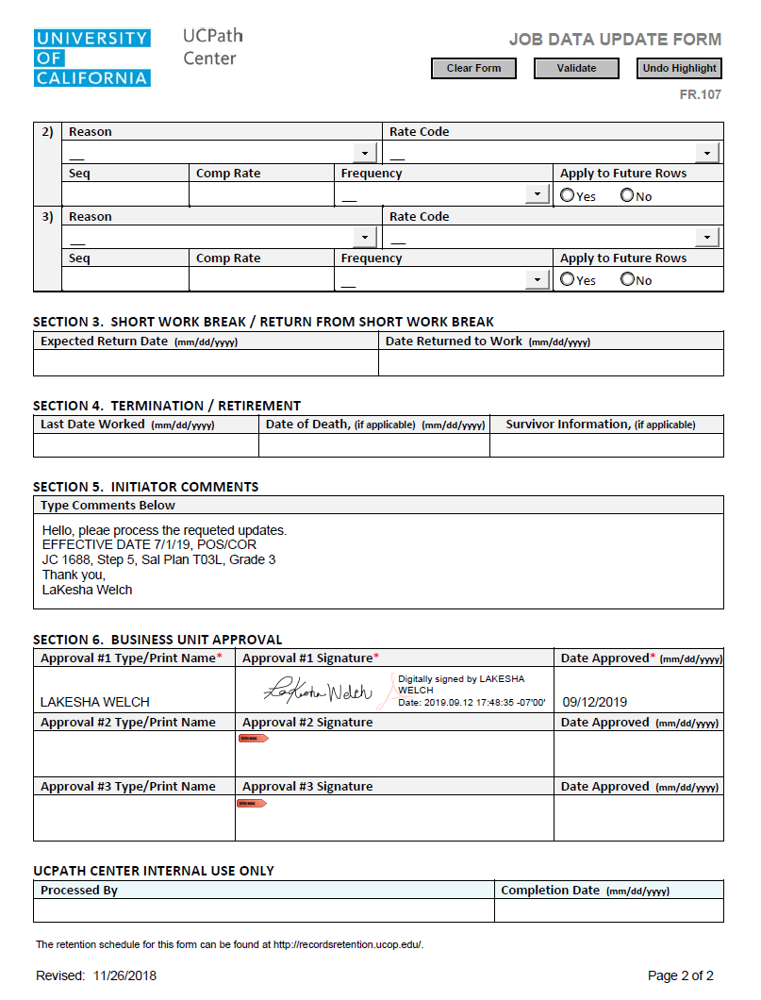 UNIVERSITY
OF
CALIFORNIA
UCPath
Center
JOB DATA UPDATE FORM
Clear Form Validate Undo Highlight
FR.107
2) Reason Rate Code
__ __
Seq Comp Rate Frequency Apply to Future Rows
__ Yes No
3) Reason Rate Code
__ __
Seq Comp Rate Frequency Apply to Future Rows
__ Yes No
SECTION 3. SHORT WORK BREAK / RETURN FROM SHORT WORK BREAK
Expected Return Date (mm/dd/yyyy) Date Returned to Work (mm/dd/yyyy)
SECTION 4. TERMINATION / RETIREMENT
Last Date Worked (mm/dd/yyyy) Date of Death, (if applicable) (mm/dd/yyyy) Survivor Information, (if applicable)
SECTION 5. INITIATOR COMMENTS
Type Comments Below
Hello, pleae process the requeted updates.
EFFECTIVE DATE 7/1/19, POS/COR
JC 1688, Step 5, Sal Plan T03L, Grade 3
Thank you,
LaKesha Welch
SECTION 6. BUSINESS UNIT APPROVAL
Approval #1 Type/Print Name* Approval #1 Signature* Date Approved* (mm/dd/yyyy)
LAKESHA WELCH LaKesha Welch Digitally signed by LAKESHA
WELCH
Date: 2019.09.12 17:48:35 -07'00' 09/12/2019
Approval #2 Type/Print Name Approval #2 Signature Date Approved (mm/dd/yyyy)
Approval #3 Type/Print Name Approval #3 Signature Date Approved (mm/dd/yyyy)
UCPATH CENTER INTERNAL USE ONLY
Processed By Completion Date (mm/dd/yyyy)
The retention schedule for this form can be found at http://recordsretention.ucop.edu/.
Revised: 11/26/2018 Page 2 of 2